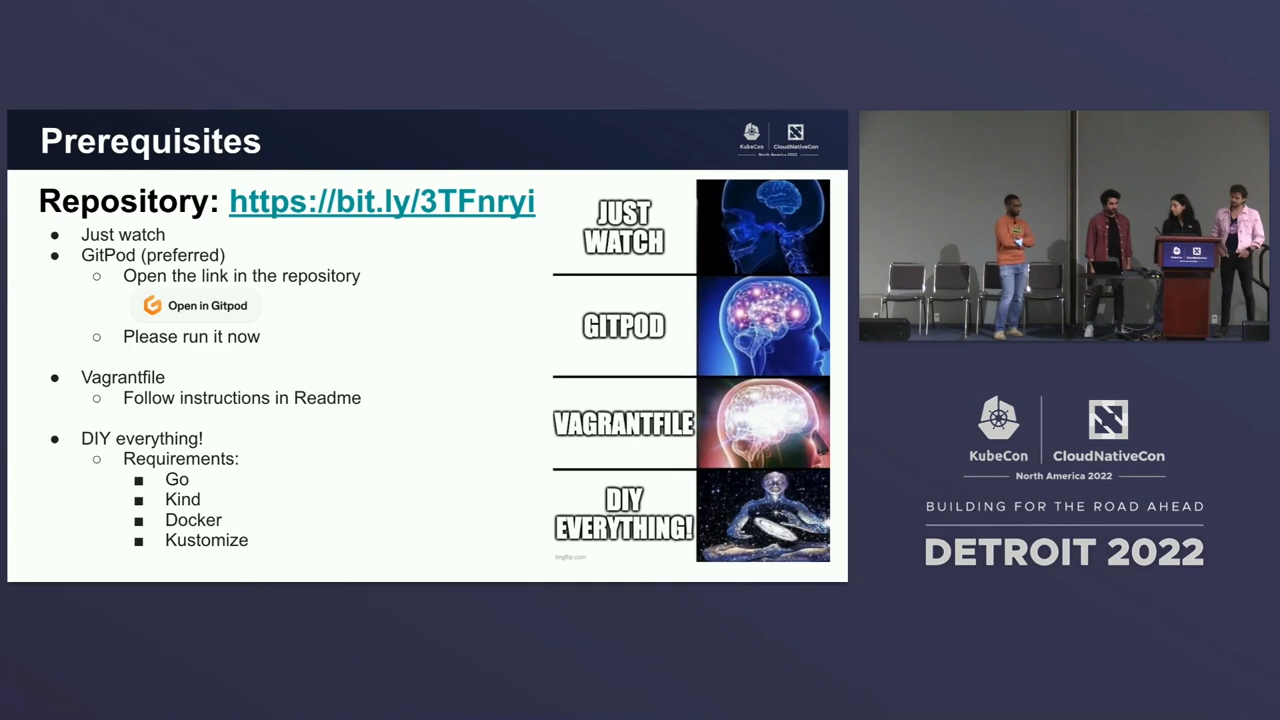 Prerequisites
KubeCon
CloudNativeCon
North America 2022
Repository: https://bit.ly/3TFnryi
● Just watch
● GitPod (preferred)
○ Open the link in the repository
Open in Gitpod
○ Please run it now
● Vagrantfile
○ Follow instructions in Readme
● DIY everything!
○ Requirements:
■ Go
■ Kind
■ Docker
■ Kustomize
JUST
WATCH
GITPOD
VAGRANTFILE
DIY
EVERYTHING!
imgflip.com
KubeCon
CloudNativeCon
North America 2022
BUILDING FOR THE ROAD AHEAD
DETROIT 2022